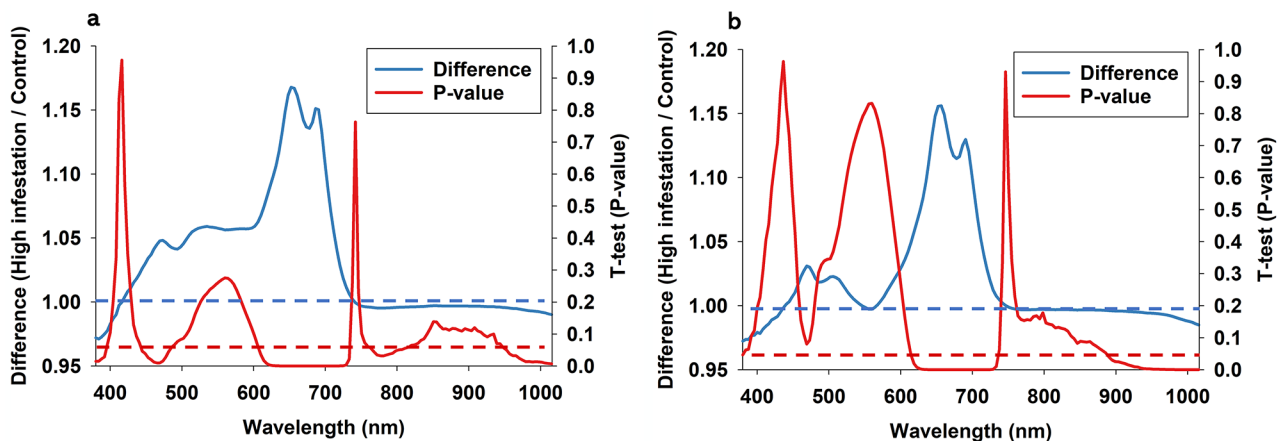 a
Difference (High infestation / Control)
1.20
1.15
1.10
1.05
1.00
0.95
Difference
P-value
1.0
0.9
0.8
0.7
0.6
0.5
0.4
0.3
0.2
0.1
0.0
T-test (P-value)
400 500 600 700 800 900 1000
Wavelength (nm)
b
Difference (High infestation / Control)
1.20
1.15
1.10
1.05
1.00
0.95
Difference
P-value
1.0
0.9
0.8
0.7
0.6
0.5
0.4
0.3
0.2
0.1
0.0
T-test (P-value)
400 500 600 700 800 900 1000
Wavelength (nm)